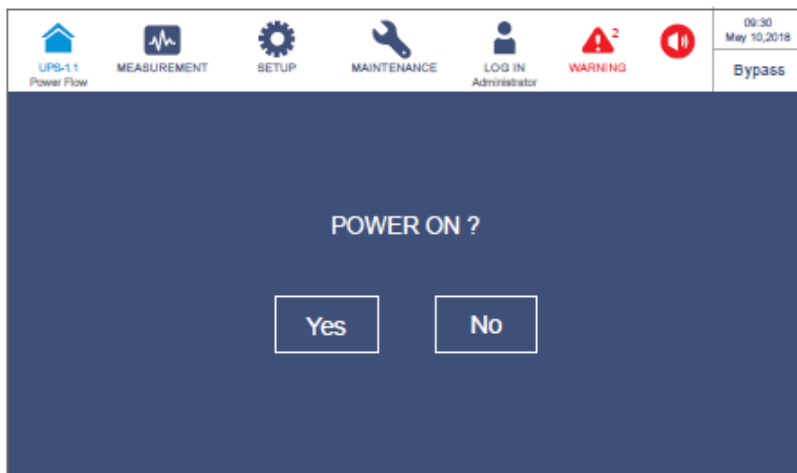 UPS-1.1
Power Flow
MEASUREMENT
SETUP
MAINTENANCE
LOG IN
Administrator
2
WARNING
09:30
May 10,2018
Bypass
POWER ON ?
Yes
No